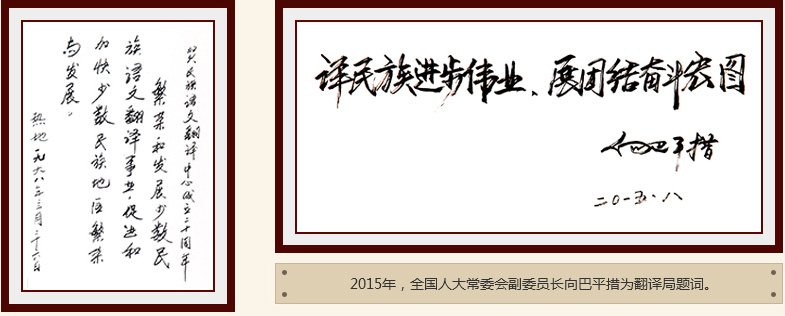 贺民族语文翻译中心成立二十周年
繁荣和发展少数民
族语文翻译事业,促进和
加快少数民族地区繁荣
与发展。
热地一九九八年三月二十六日
译民族进步伟业、展团结奋斗宏图
向巴平措
二〇一五·八
2015年，全国人大常委会副委员长向巴平措为翻译局题词。